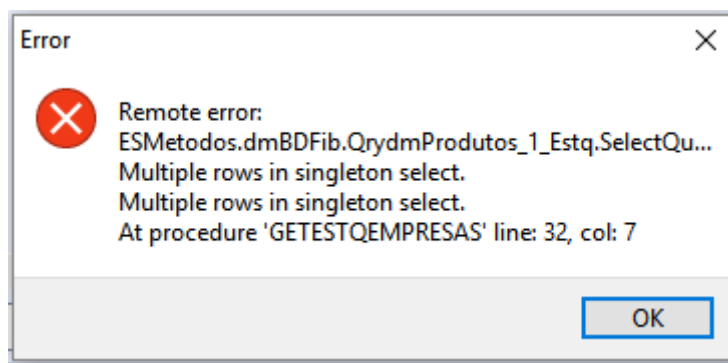 Error
Remote error:
ESMetodos.dmBDFib.QrydmProdutos_1_Estq.SelectQu...
Multiple rows in singleton select.
Multiple rows in singleton select.
At procedure 'GETESTQEMPRESAS' line: 32, col: 7
OK